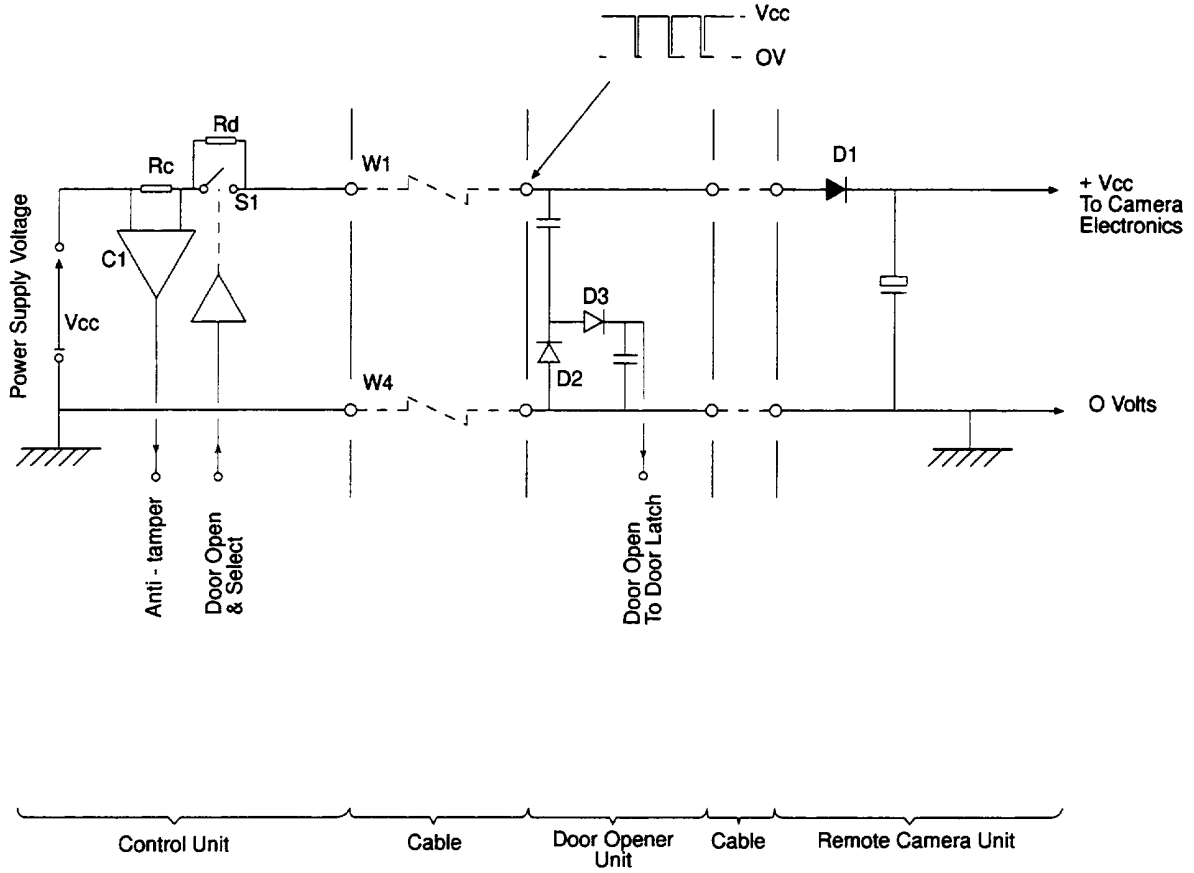 Vcc
OV
Rd
Rc
W1
D1
S1
+ Vcc
To Camera
Electronics
Power Supply Voltage
C1
Vcc
D3
D2
W4
O Volts
Anti - tamper
Door Open
& Select
Door Open
To Door Latch
Control Unit
Cable
Door Opener
Unit
Cable
Remote Camera Unit